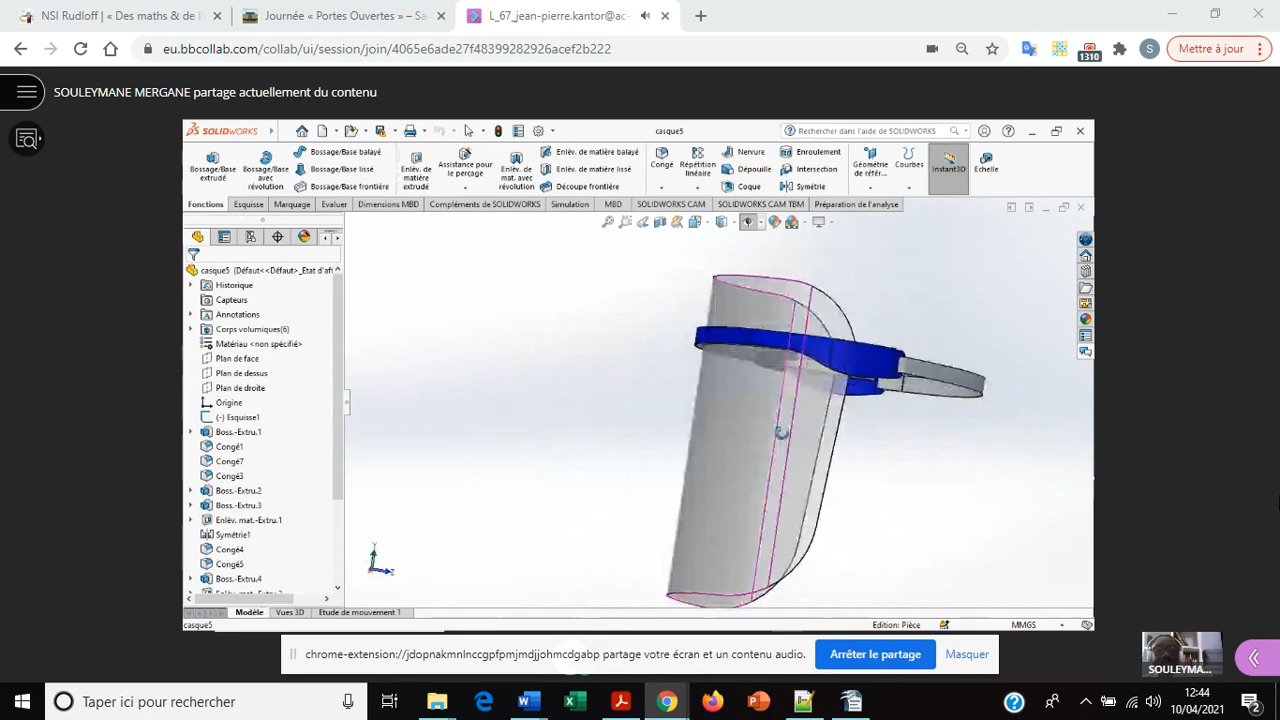 NSI Rudloff | « Des maths & de l'
Journée « Portes Ouvertes » – Sa
L_67_jean-pierre.kantor@ac-
eu.bbcollab.com/collab/ui/session/join/4065e6ade27f48399282926acef2b222
1310
S
Mettre à jour
SOULEYMANE MERGANE partage actuellement du contenu
SOLIDWORKS
casque5
Rechercher dans l'aide de SOLIDWORKS
Bossage/Base extrudé
Bossage/Base avec révolution
Bossage/Base balayé
Bossage/Base lissé
Bossage/Base frontière
Enlèv. de matière extrudé
Assistance pour le perçage
Enlèv. de mat. avec révolution
Enlèv. de matière balayé
Enlèv. de matière lissé
Découpe frontière
Congé
Répétition linéaire
Nervure
Dépouille
Coque
Enroulement
Intersection
Symétrie
Géométrie de référ...
Courbes
Instant3D
Echelle
Fonctions
Esquisse
Marquage
Evaluer
Dimensions MBD
Compléments de SOLIDWORKS
Simulation
MBD
SOLIDWORKS CAM
SOLIDWORKS CAM TBM
Préparation de l'analyse
casque5 (Défaut<<Défaut>_Etat d'aff
Historique
Capteurs
Annotations
Corps volumiques(6)
Matériau <non spécifié>
Plan de face
Plan de dessus
Plan de droite
Origine
(-) Esquisse1
Boss.-Extru.1
Congé1
Congé7
Congé3
Boss.-Extru.2
Boss.-Extru.3
Enlèv. mat.-Extru.1
Symétrie1
Congé4
Congé5
Boss.-Extru.4
Y
Z
Modèle
Vues 3D
Etude de mouvement 1
casque5
Edition: Pièce
MMGS
chrome-extension://jdopnakmnlnccgpfpmjmdjjohmcdgabp partage votre écran et un contenu audio.
Arrêter le partage
Masquer
SOULEYMA...
Taper ici pour rechercher
12:44
10/04/2021
2